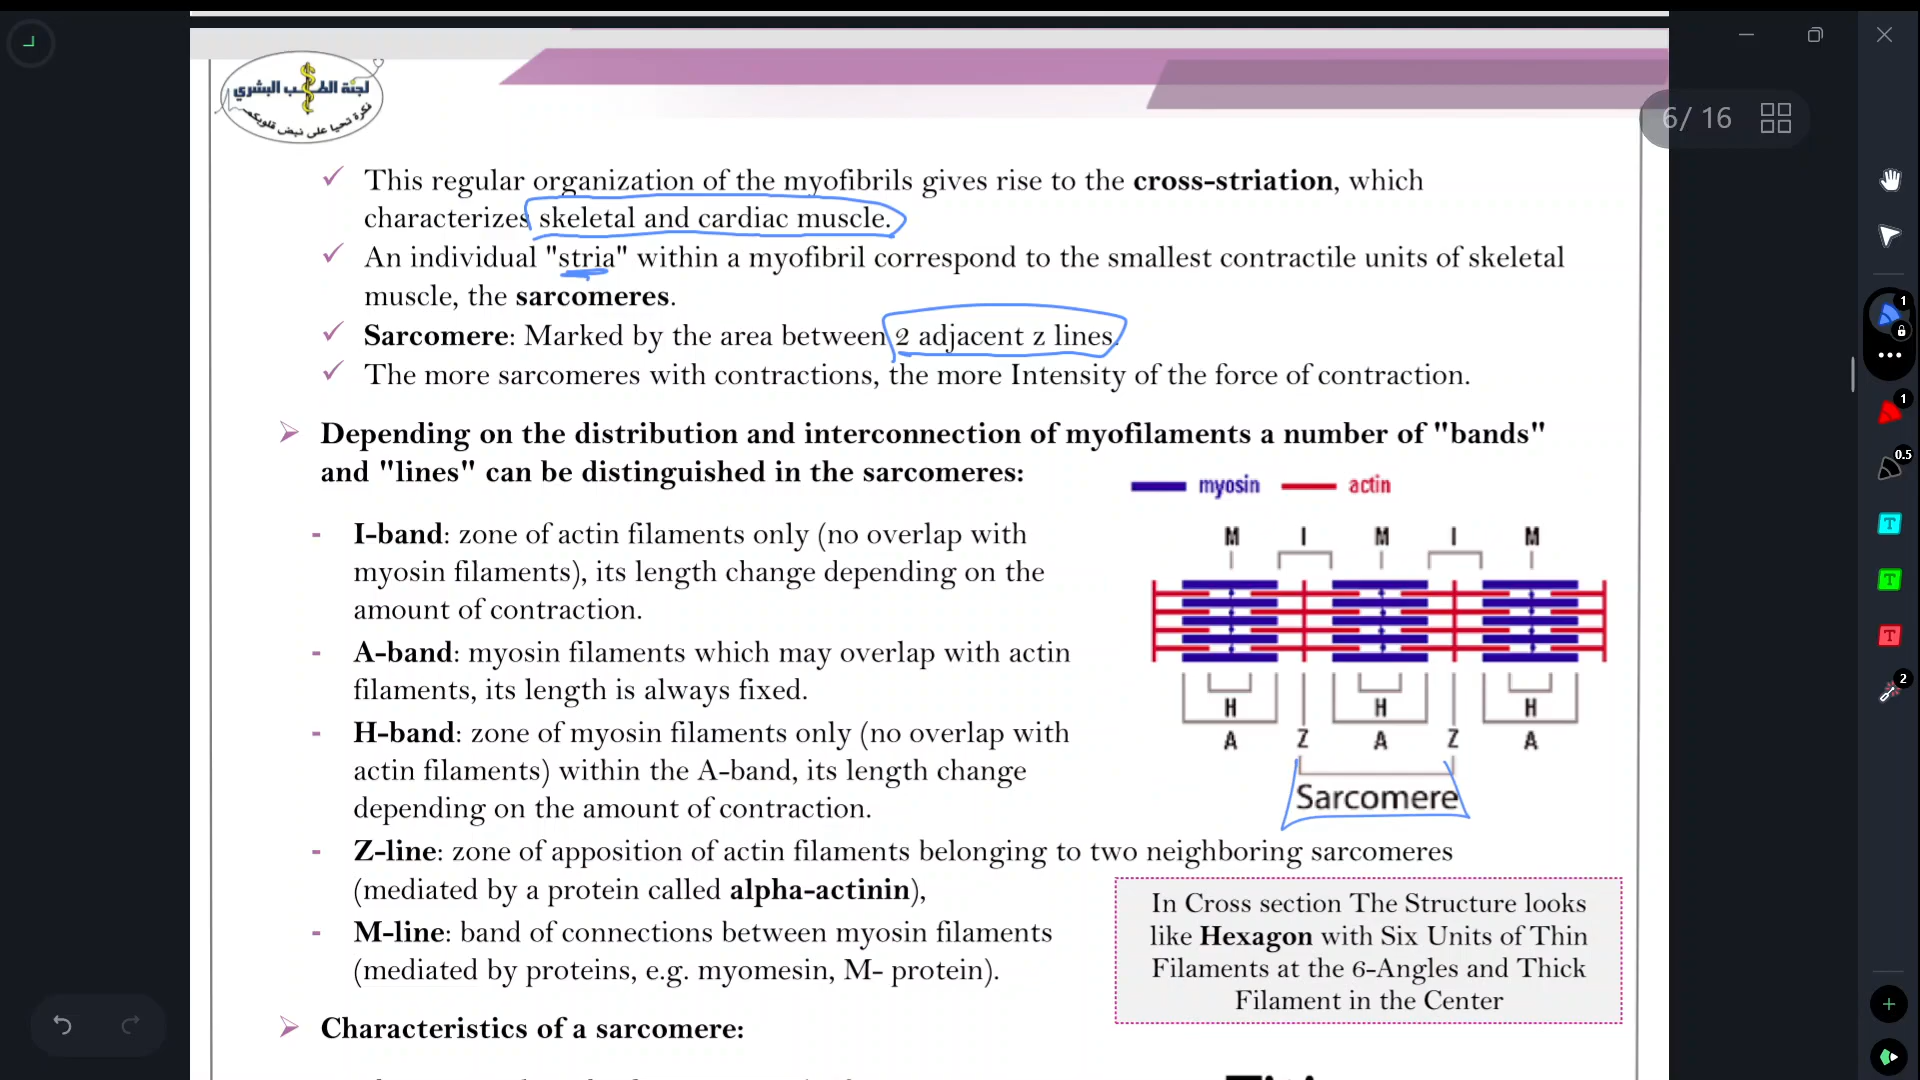 لجنة الطب البشري
فكرة تحيا على نبض قلوبكم
6/ 16
This regular organization of the myofibrils gives rise to the cross-striation, which
characterizes skeletal and cardiac muscle.
An individual "stria" within a myofibril correspond to the smallest contractile units of skeletal
muscle, the sarcomeres.
Sarcomere: Marked by the area between 2 adjacent z lines.
The more sarcomeres with contractions, the more Intensity of the force of contraction.
Depending on the distribution and interconnection of myofilaments a number of "bands"
and "lines" can be distinguished in the sarcomeres:
- I-band: zone of actin filaments only (no overlap with
myosin filaments), its length change depending on the
amount of contraction.
- A-band: myosin filaments which may overlap with actin
filaments, its length is always fixed.
- H-band: zone of myosin filaments only (no overlap with
actin filaments) within the A-band, its length change
depending on the amount of contraction.
- Z-line: zone of apposition of actin filaments belonging to two neighboring sarcomeres
(mediated by a protein called alpha-actinin),
- M-line: band of connections between myosin filaments
(mediated by proteins, e.g. myomesin, M- protein).
myosin actin
M I M I M
H H H
A Z A Z A
Sarcomere
In Cross section The Structure looks
like Hexagon with Six Units of Thin
Filaments at the 6-Angles and Thick
Filament in the Center
Characteristics of a sarcomere:
1
1
0.5
T
T
T
2